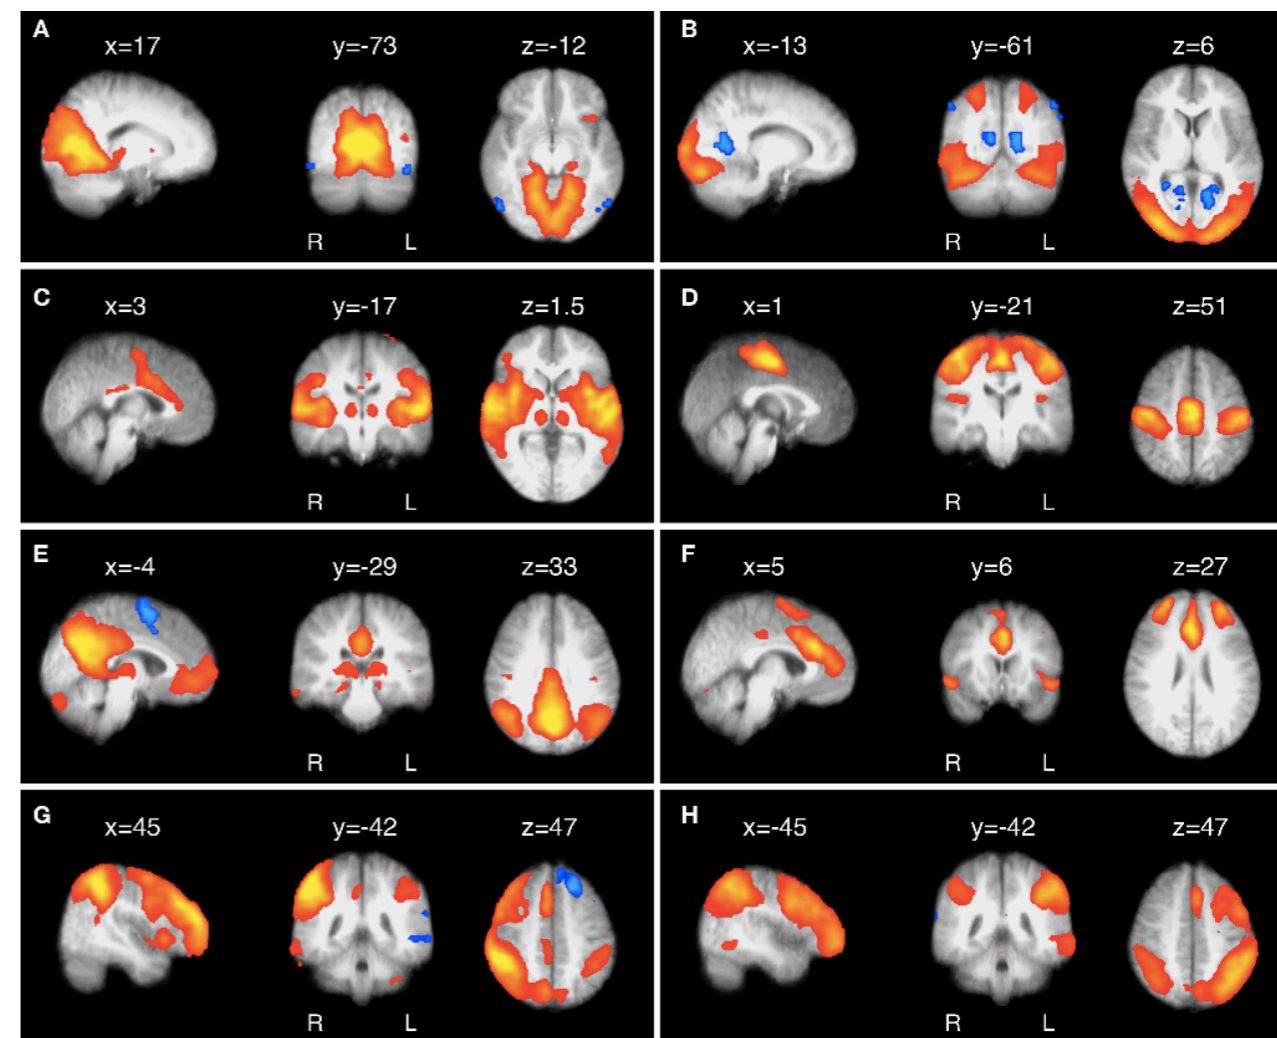 A
x=17 y=-73 z=-12
R L
B
x=-13 y=-61 z=6
R L
C
x=3 y=-17 z=1.5
R L
D
x=1 y=-21 z=51
R L
E
x=-4 y=-29 z=33
R L
F
x=5 y=6 z=27
R L
G
x=45 y=-42 z=47
R L
H
x=-45 y=-42 z=47
R L